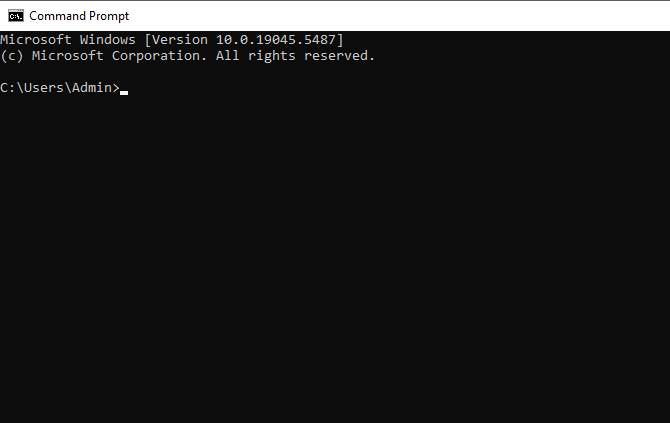 Command Prompt
Microsoft Windows [Version 10.0.19045.5487]
(c) Microsoft Corporation. All rights reserved.
C:\Users\Admin>